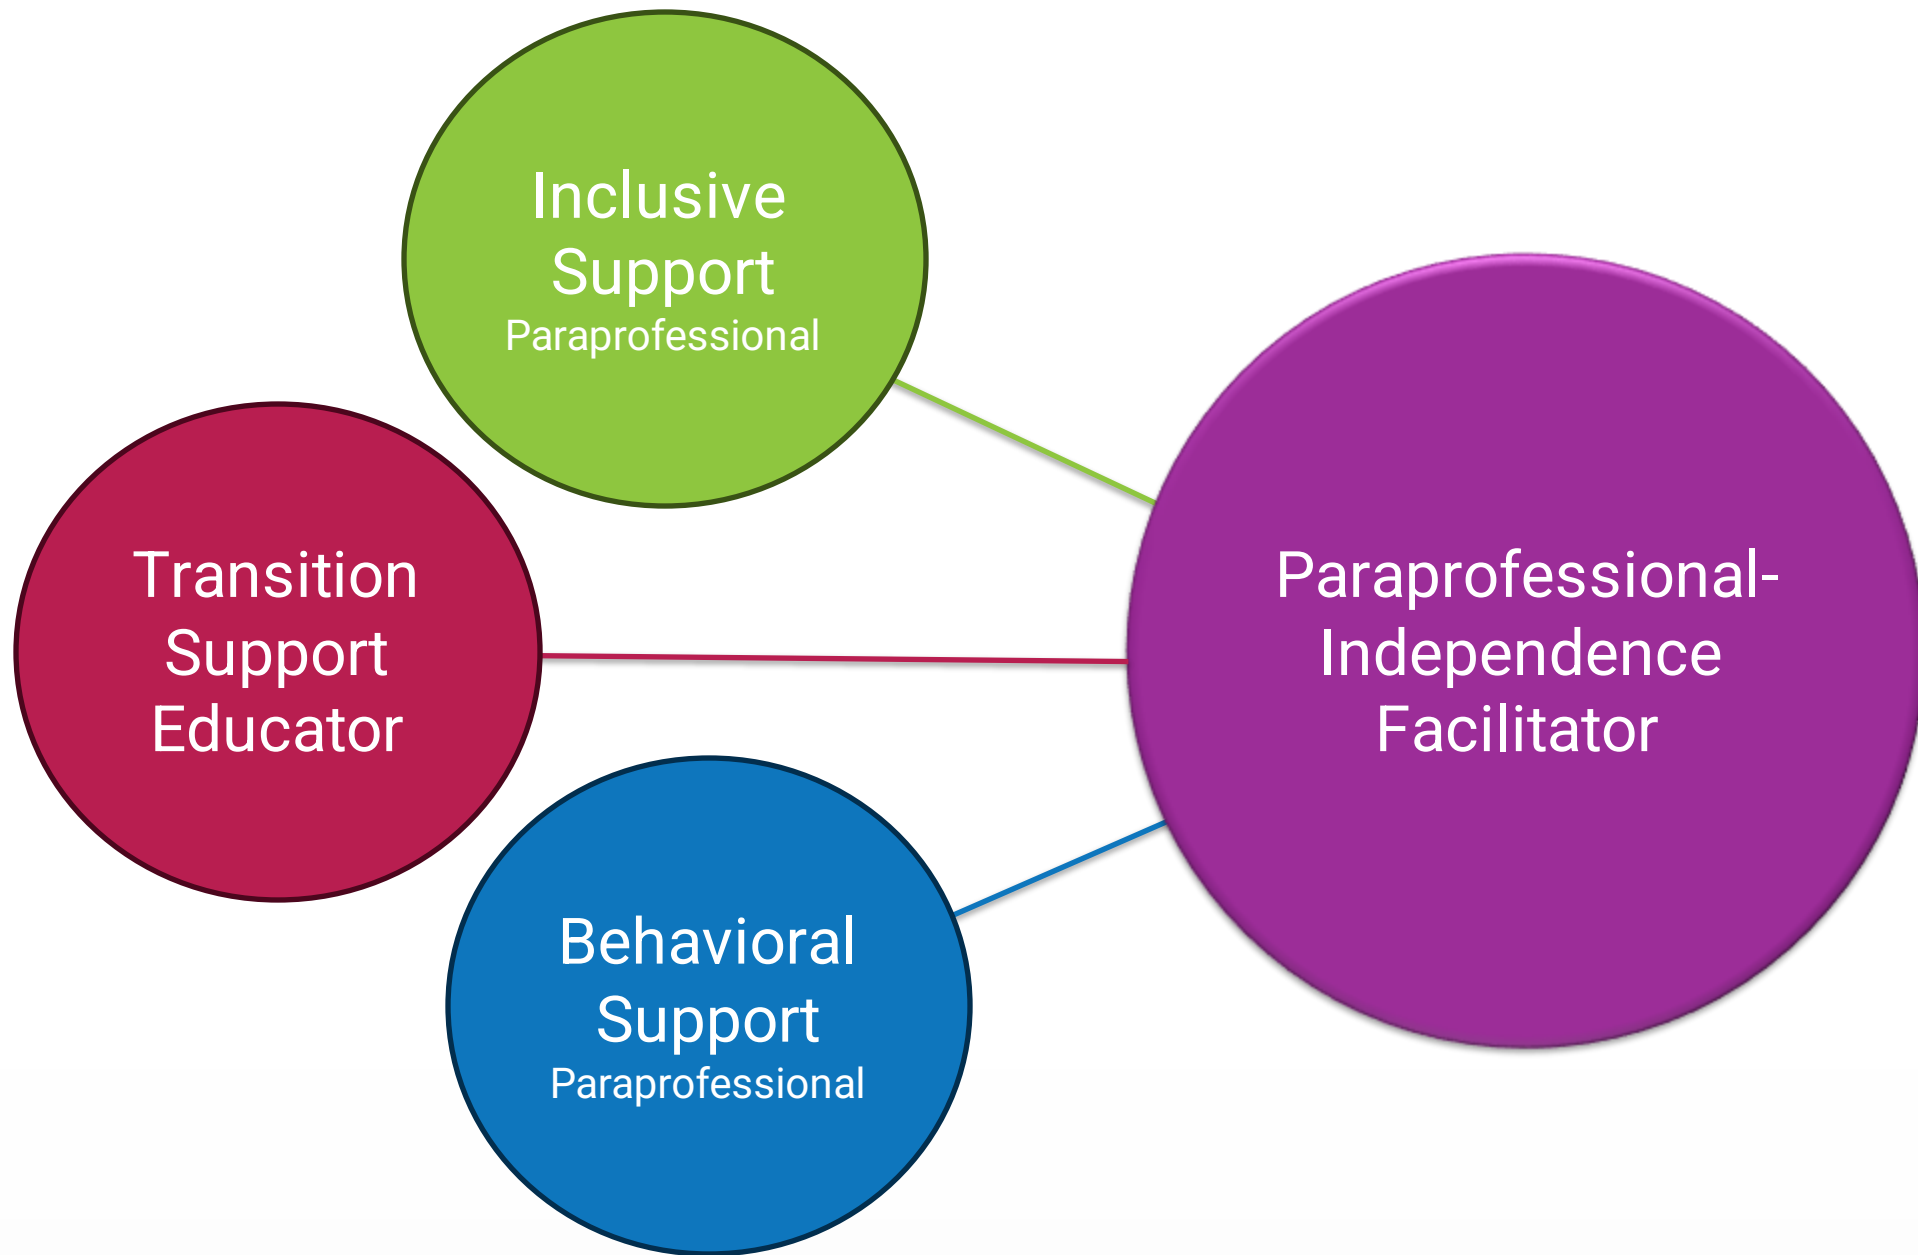 Inclusive
Support
Paraprofessional
Transition
Support
Educator
Behavioral
Support
Paraprofessional
Paraprofessional-
Independence
Facilitator